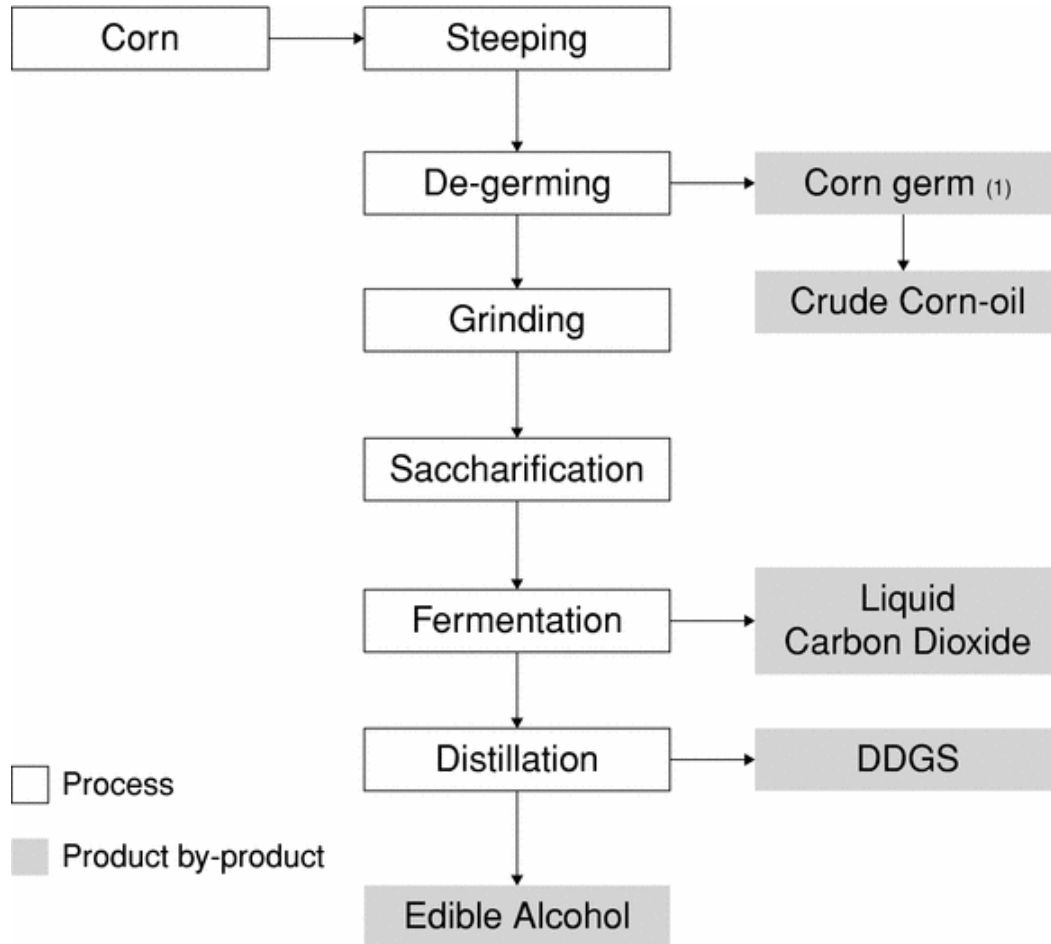 Corn
Steeping
De-germing
Corn germ (1)
Crude Corn-oil
Grinding
Saccharification
Fermentation
Liquid
Carbon Dioxide
Distillation
DDGS
Process
Product by-product
Edible Alcohol